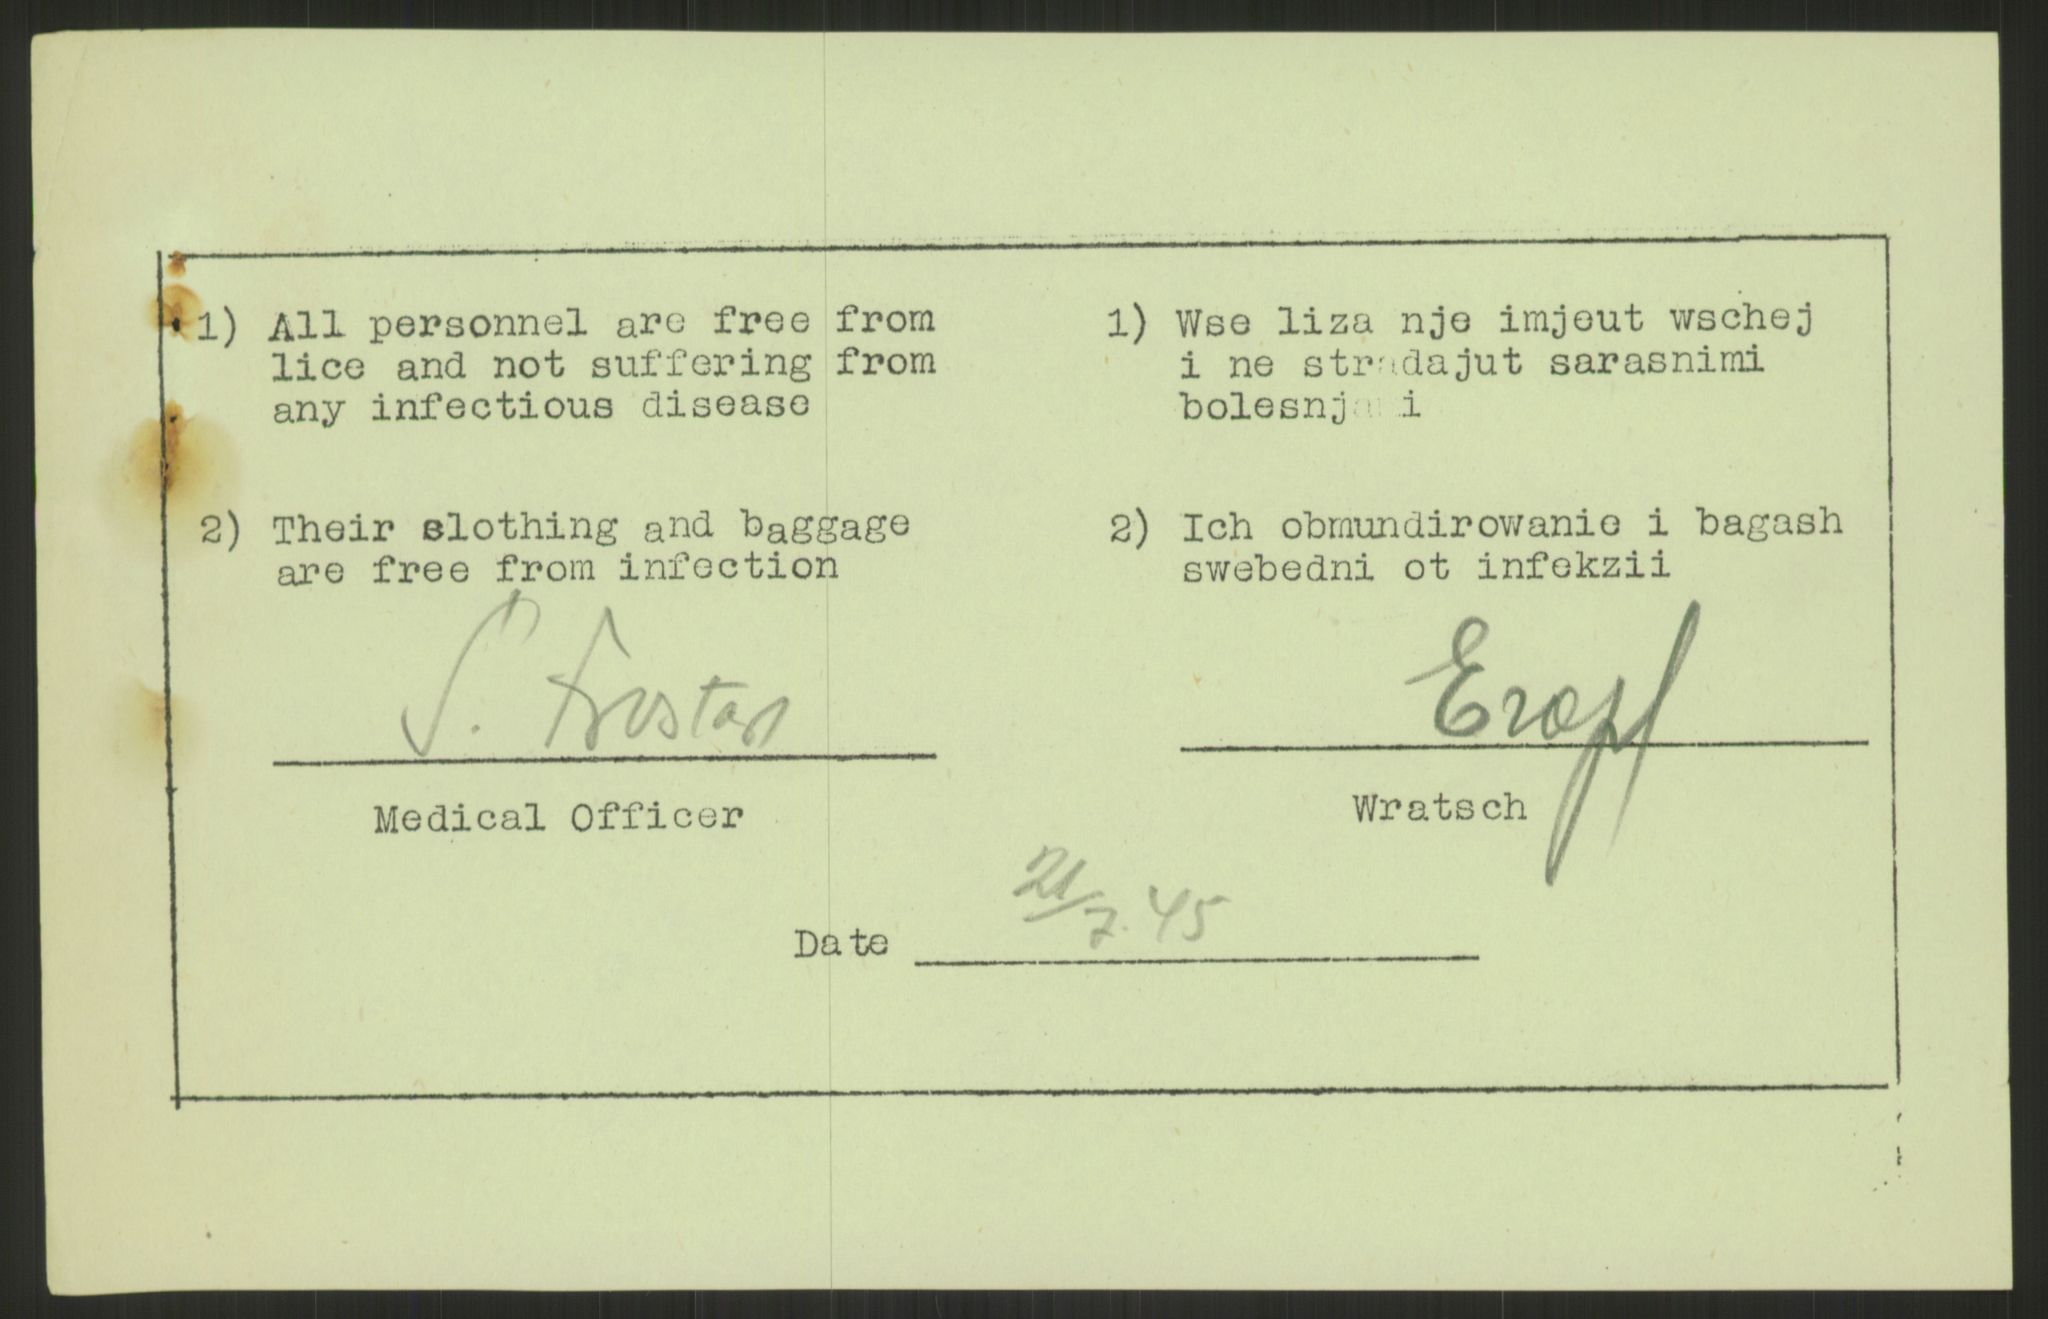 1) All personnel are free from
lice and not suffering from
any infectious disease
2) Their slothing and baggage
are free from infection
Medical Officer
1) Wse liza nje imjeut wschej
i ne stradajut sarasnimi
bolesnjami
2) Ich obmundirowanie i bagash
swebedni ot infekzii
Wratsch
Date 21/7.45